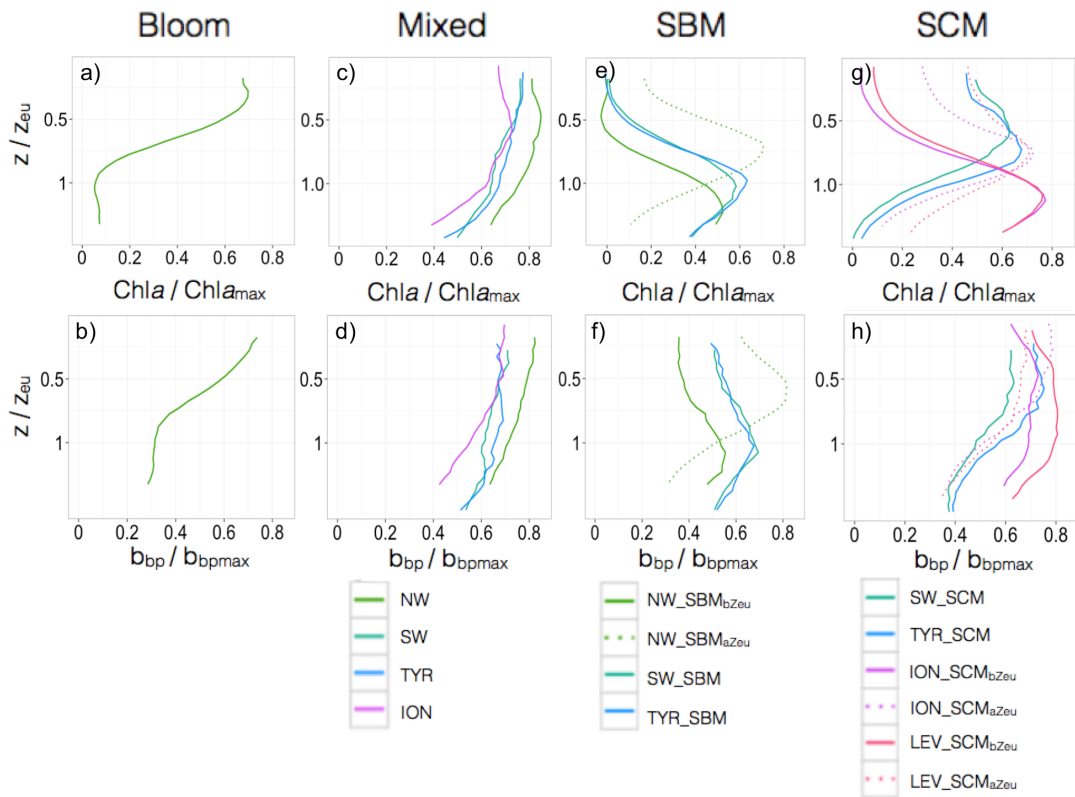 Bloom Mixed SBM SCM
a) c) e) g)
z / zeu
0.5 0.5 0.5 0.5
1 1.0 1.0 1.0
0 0.2 0.4 0.6 0.8 0 0.2 0.4 0.6 0.8 0 0.2 0.4 0.6 0.8 0 0.2 0.4 0.6 0.8
Chla / Chlamax Chla / Chlamax Chla / Chlamax Chla / Chlamax
b) d) f) h)
z / zeu
0.5 0.5 0.5 0.5
1 1 1 1
0 0.2 0.4 0.6 0.8 0 0.2 0.4 0.6 0.8 0 0.2 0.4 0.6 0.8 0 0.2 0.4 0.6 0.8
bbp / bbpmax bbp / bbpmax bbp / bbpmax bbp / bbpmax
NW
SW
TYR
ION
NW_SBMbZeu
NW_SBMaZeu
SW_SBM
TYR_SBM
SW_SCM
TYR_SCM
ION_SCMbZeu
ION_SCMaZeu
LEV_SCMbZeu
LEV_SCMaZeu